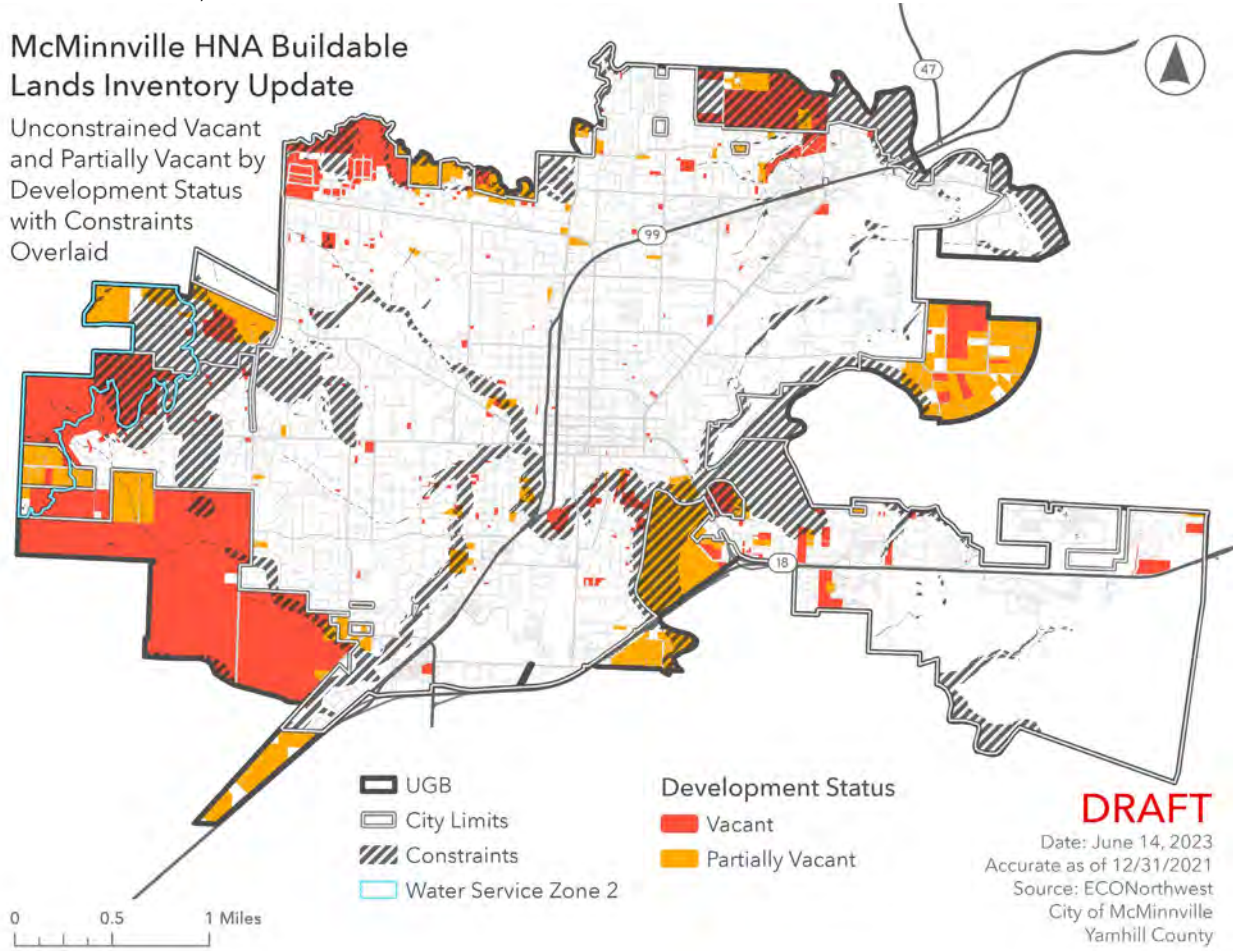 McMinnville HNA Buildable
Lands Inventory Update
Unconstrained Vacant
and Partially Vacant by
Development Status
with Constraints
Overlaid
47
99
18
UGB
City Limits
Constraints
Water Service Zone 2
Development Status
Vacant
Partially Vacant
DRAFT
Date: June 14, 2023
Accurate as of 12/31/2021
Source: ECONorthwest
City of McMinnville
Yamhill County
0 0.5 1 Miles